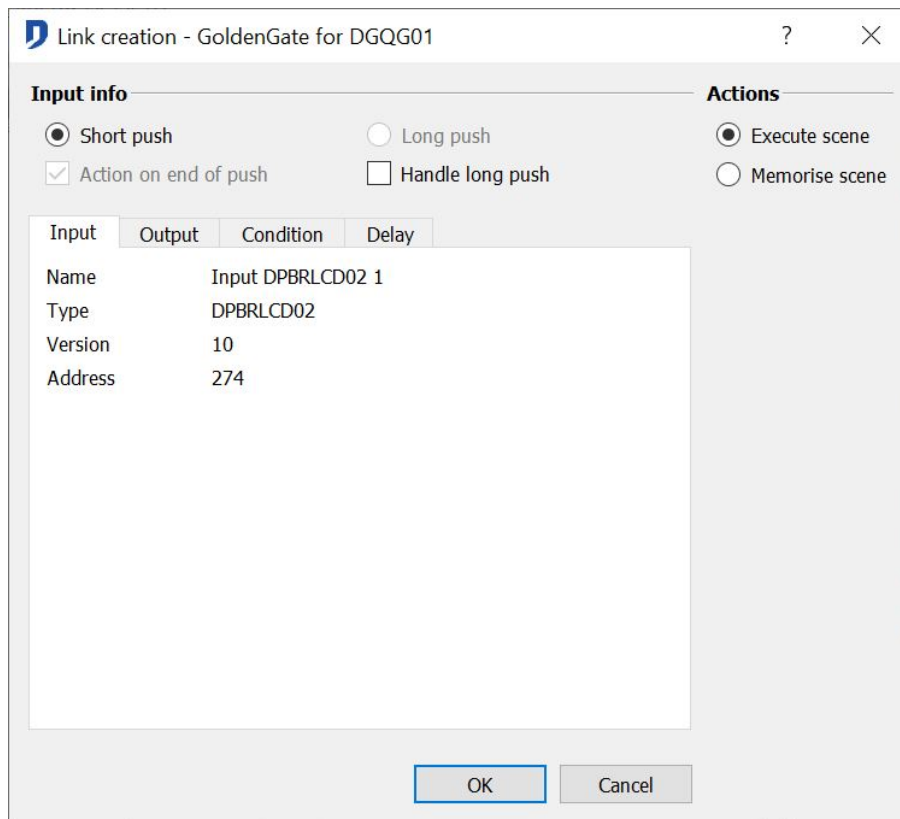 Link creation - GoldenGate for DGQG01
?
Input info
Actions
Short push
Long push
Execute scene
Action on end of push
Handle long push
Memorise scene
Input
Output
Condition
Delay
Name Input DPBRLCD02 1
Type DPBRLCD02
Version 10
Address 274
OK
Cancel